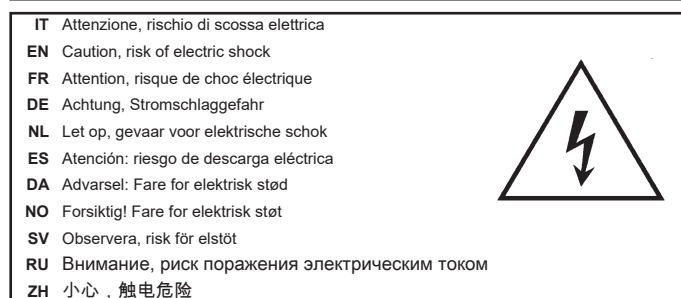 IT Attenzione, rischio di scossa elettrica
EN Caution, risk of electric shock
FR Attention, risque de choc électrique
DE Achtung, Stromschlaggefahr
NL Let op, gevaar voor elektrische schok
ES Atención: riesgo de descarga eléctrica
DA Advarsel: Fare for elektrisk stød
NO Forsiktig! Fare for elektrisk støt
SV Observera, risk för elstöt
RU Внимание, риск поражения электрическим током
ZH 小心，触电危险